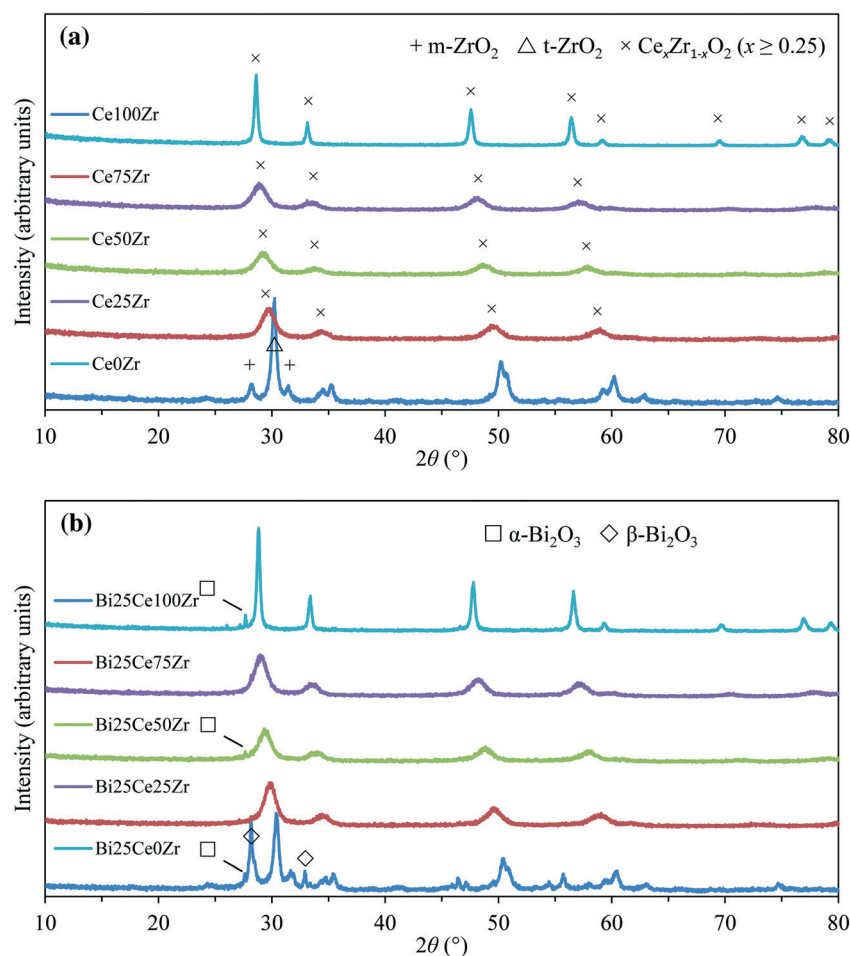 (a)
+ m-ZrO₂ △ t-ZrO₂ × CeₓZr₁₋ₓO₂ (x ≥ 0.25)
Ce100Zr
Ce75Zr
Ce50Zr
Ce25Zr
Ce0Zr
Intensity (arbitrary units)
10 20 30 40 50 60 70 80
2θ (°)
(b)
□ α-Bi₂O₃ ◇ β-Bi₂O₃
Bi25Ce100Zr
Bi25Ce75Zr
Bi25Ce50Zr
Bi25Ce25Zr
Bi25Ce0Zr
Intensity (arbitrary units)
10 20 30 40 50 60 70 80
2θ (°)